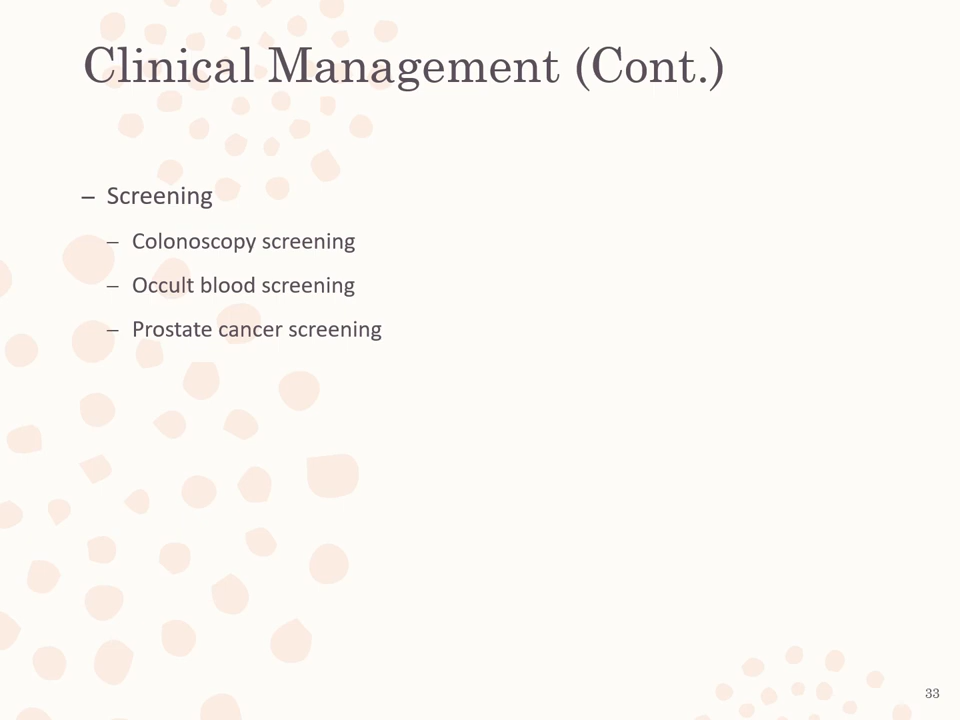 Clinical Management (Cont.)
– Screening
– Colonoscopy screening
– Occult blood screening
– Prostate cancer screening
33